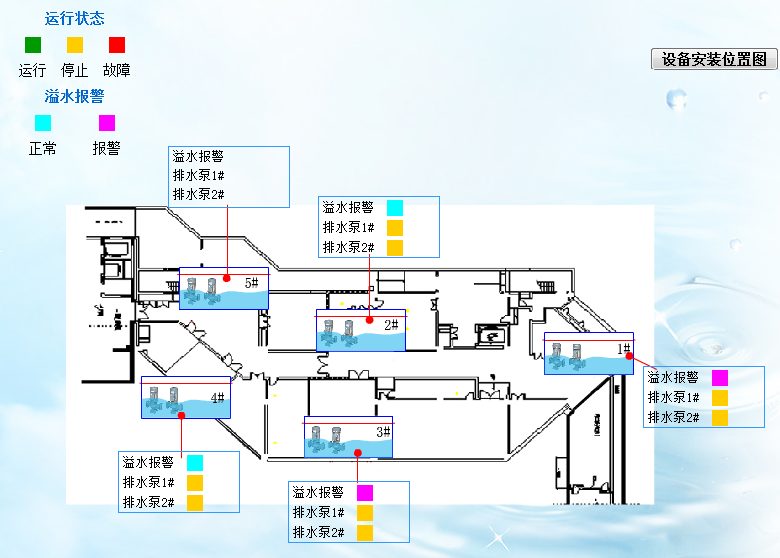 运行状态
运行 停止 故障
溢水报警
正常 报警
设备安装位置图
溢水报警
排水泵1#
排水泵2#
溢水报警
排水泵1#
排水泵2#
5#
2#
1#
溢水报警
排水泵1#
排水泵2#
4#
3#
溢水报警
排水泵1#
排水泵2#
溢水报警
排水泵1#
排水泵2#